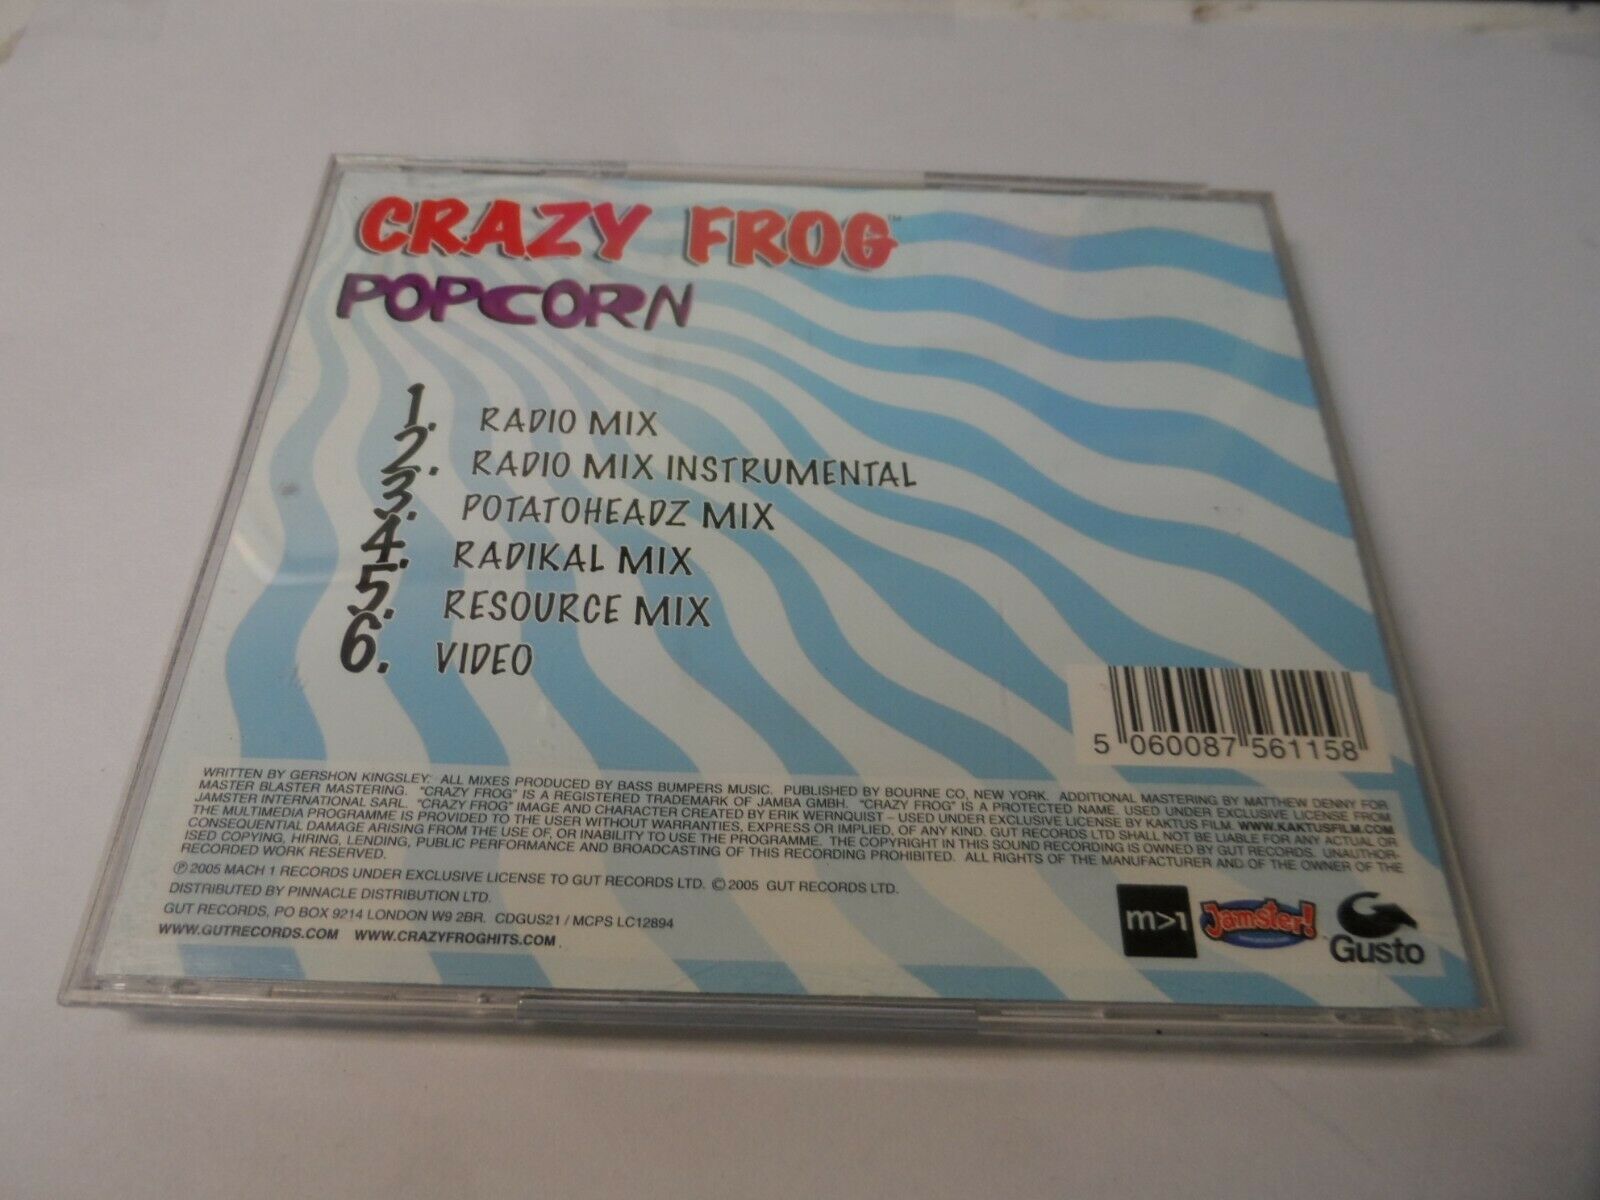 CRAZY FROG™
POPCORN
1. RADIO MIX
2. RADIO MIX INSTRUMENTAL
3. POTATOHEADZ MIX
4. RADIKAL MIX
5. RESOURCE MIX
6. VIDEO
5 060087 561158
WRITTEN BY GERSHON KINGSLEY. ALL MIXES PRODUCED BY BASS BUMPERS MUSIC. PUBLISHED BY BOURNE CO, NEW YORK. ADDITIONAL MASTERING BY MATTHEW DENNY FOR
MASTER BLASTER MASTERING. "CRAZY FROG" IS A REGISTERED TRADEMARK OF JAMBA GMBH. "CRAZY FROG" IS A PROTECTED NAME. USED UNDER EXCLUSIVE LICENSE FROM
JAMSTER INTERNATIONAL SARL. "CRAZY FROG" IMAGE AND CHARACTER CREATED BY ERIK WERNQUIST – USED UNDER EXCLUSIVE LICENSE BY KAKTUS FILM. WWW.KAKTUSFILM.COM
THE MULTIMEDIA PROGRAMME IS PROVIDED TO THE USER WITHOUT WARRANTIES, EXPRESS OR IMPLIED, OF ANY KIND. GUT RECORDS LTD SHALL NOT BE LIABLE FOR ANY ACTUAL OR
CONSEQUENTIAL DAMAGE ARISING FROM THE USE OF, OR INABILITY TO USE THE PROGRAMME. THE COPYRIGHT IN THIS SOUND RECORDING IS OWNED BY GUT RECORDS. UNAUTHOR-
ISED COPYING, HIRING, LENDING, PUBLIC PERFORMANCE AND BROADCASTING OF THIS RECORDING PROHIBITED. ALL RIGHTS OF THE MANUFACTURER AND OF THE OWNER OF THE
RECORDED WORK RESERVED.
℗ 2005 MACH 1 RECORDS UNDER EXCLUSIVE LICENSE TO GUT RECORDS LTD. © 2005 GUT RECORDS LTD.
DISTRIBUTED BY PINNACLE DISTRIBUTION LTD.
GUT RECORDS, PO BOX 9214 LONDON W9 2BR. CDGUS21 / MCPS LC12894
WWW.GUTRECORDS.COM WWW.CRAZYFROGHITS.COM
m>1
Jamster!
Gusto